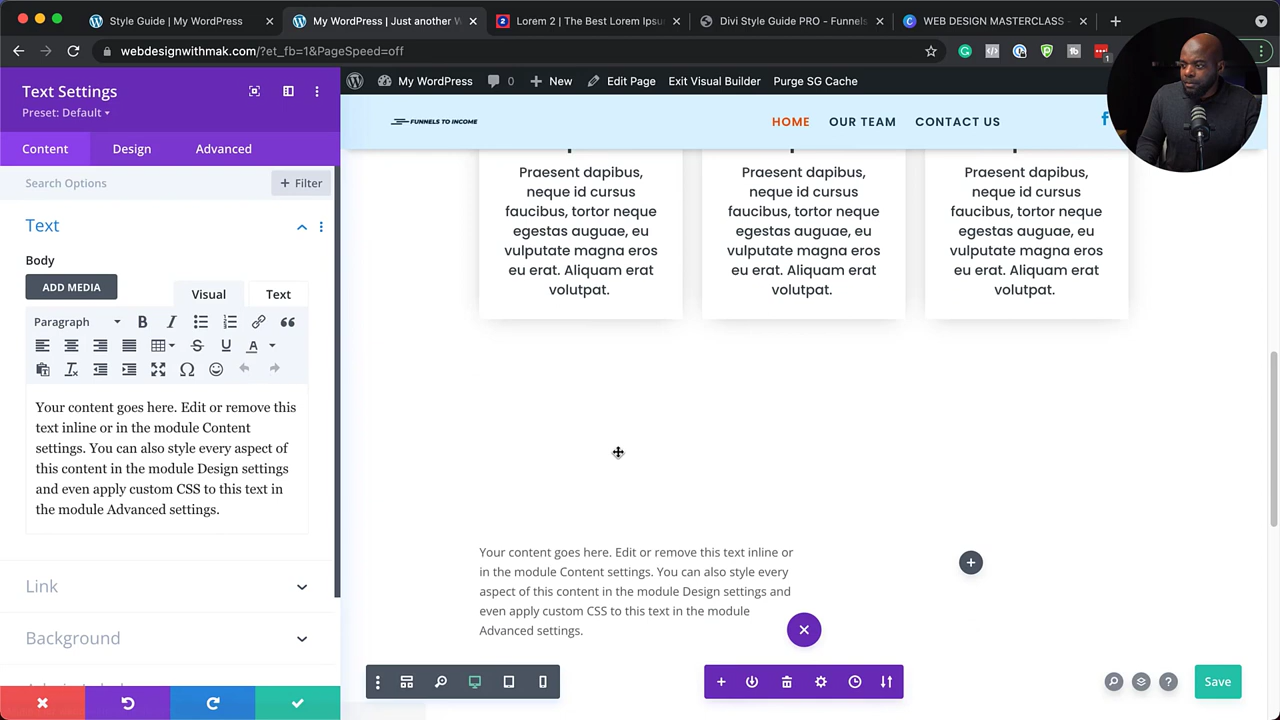 Style Guide | My WordPress
My WordPress | Just another W
Lorem 2 | The Best Lorem Ipsu
Divi Style Guide PRO - Funnels
WEB DESIGN MASTERCLASS -
webdesignwithmak.com/?et_fb=1&PageSpeed=off
Text Settings
Preset: Default
Content
Design
Advanced
Search Options
+ Filter
Text
Body
ADD MEDIA
Visual
Text
Paragraph
Your content goes here. Edit or remove this
text inline or in the module Content
settings. You can also style every aspect of
this content in the module Design settings
and even apply custom CSS to this text in
the module Advanced settings.
Link
Background
My WordPress
0
New
Edit Page
Exit Visual Builder
Purge SG Cache
FUNNELS TO INCOME
HOME
OUR TEAM
CONTACT US
Praesent dapibus,
neque id cursus
faucibus, tortor neque
egestas auguae, eu
vulputate magna eros
eu erat. Aliquam erat
volutpat.
Praesent dapibus,
neque id cursus
faucibus, tortor neque
egestas auguae, eu
vulputate magna eros
eu erat. Aliquam erat
volutpat.
Praesent dapibus,
neque id cursus
faucibus, tortor neque
egestas auguae, eu
vulputate magna eros
eu erat. Aliquam erat
volutpat.
Your content goes here. Edit or remove this text inline or
in the module Content settings. You can also style every
aspect of this content in the module Design settings and
even apply custom CSS to this text in the module
Advanced settings.
Save